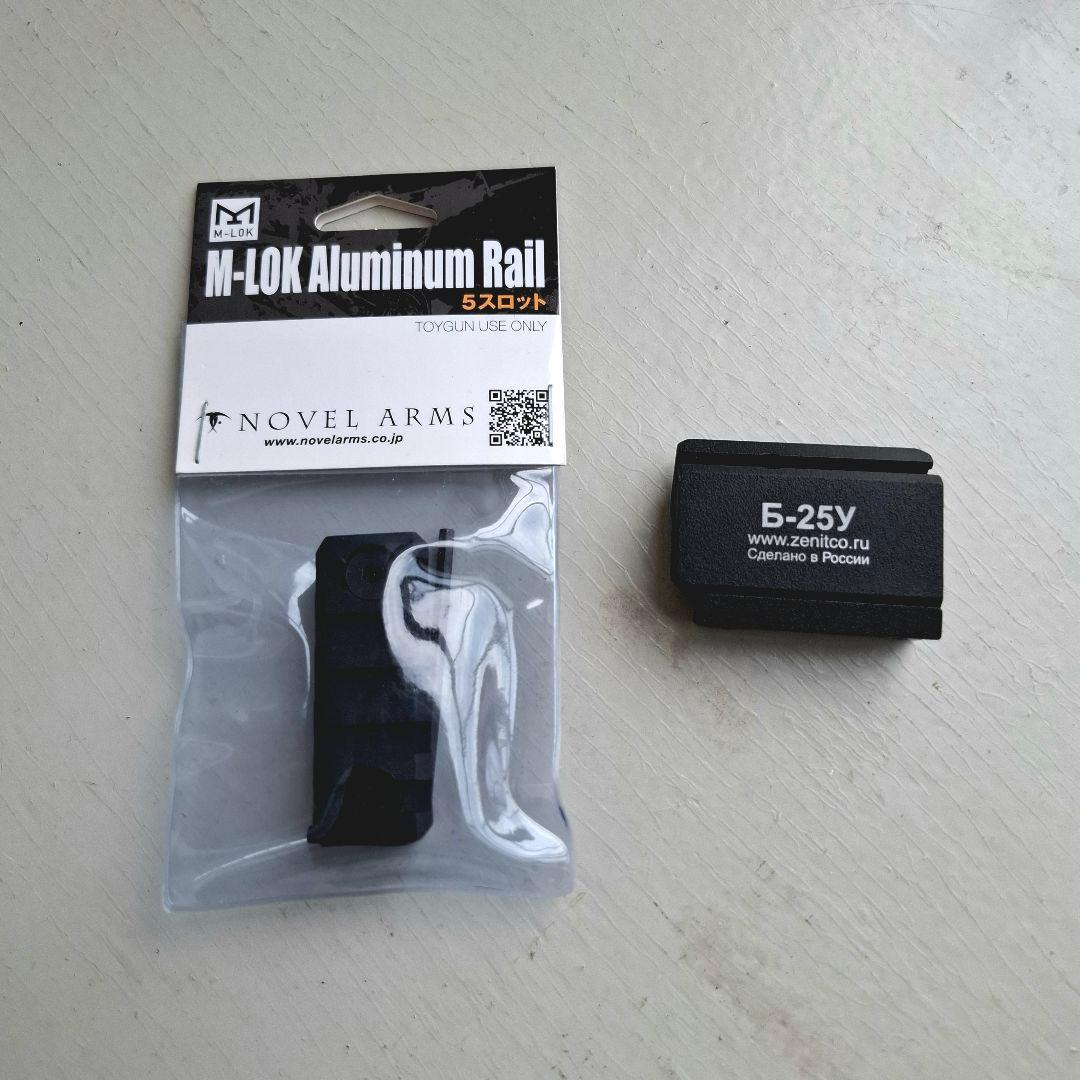 M-LOK
M-LOK Aluminum Rail
5スロット
TOYGUN USE ONLY
NOVEL ARMS
www.novelarms.co.jp
Б-25У
www.zenitco.ru
Сделано в России